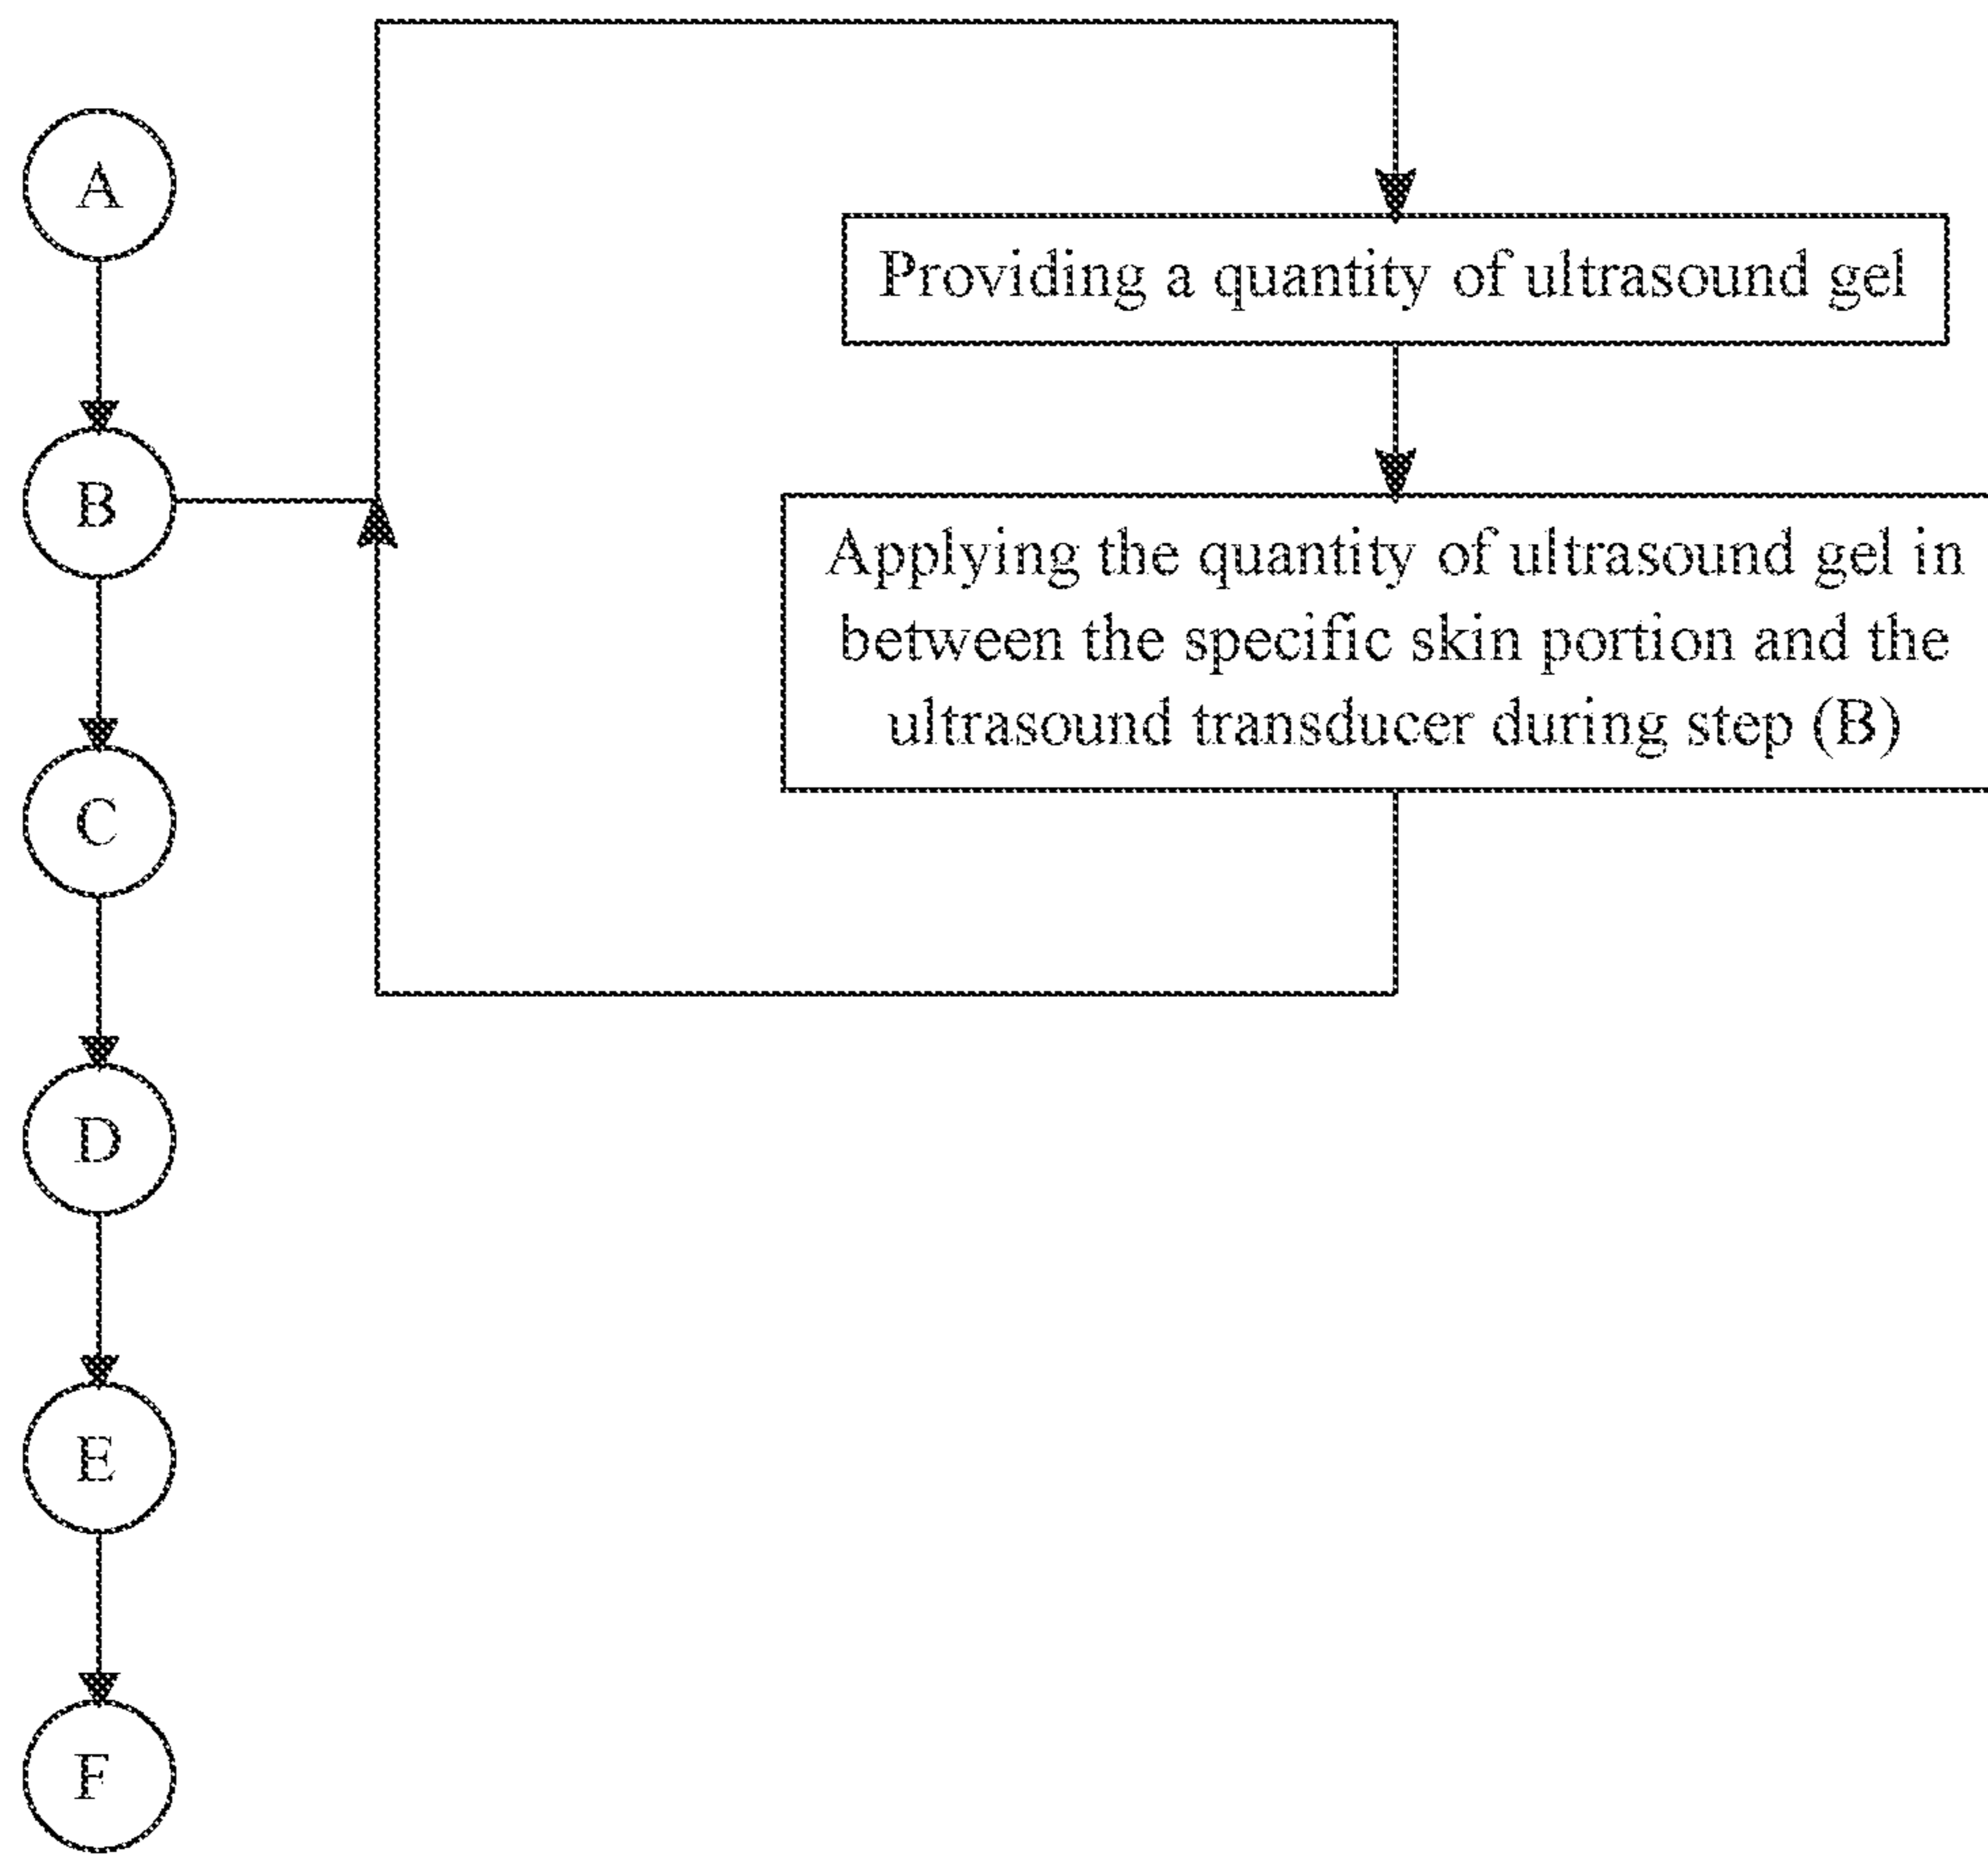 A
Providing a quantity of ultrasound gel
B
Applying the quantity of ultrasound gel in
between the specific skin portion and the
ultrasound transducer during step (B)
C
D
E
F